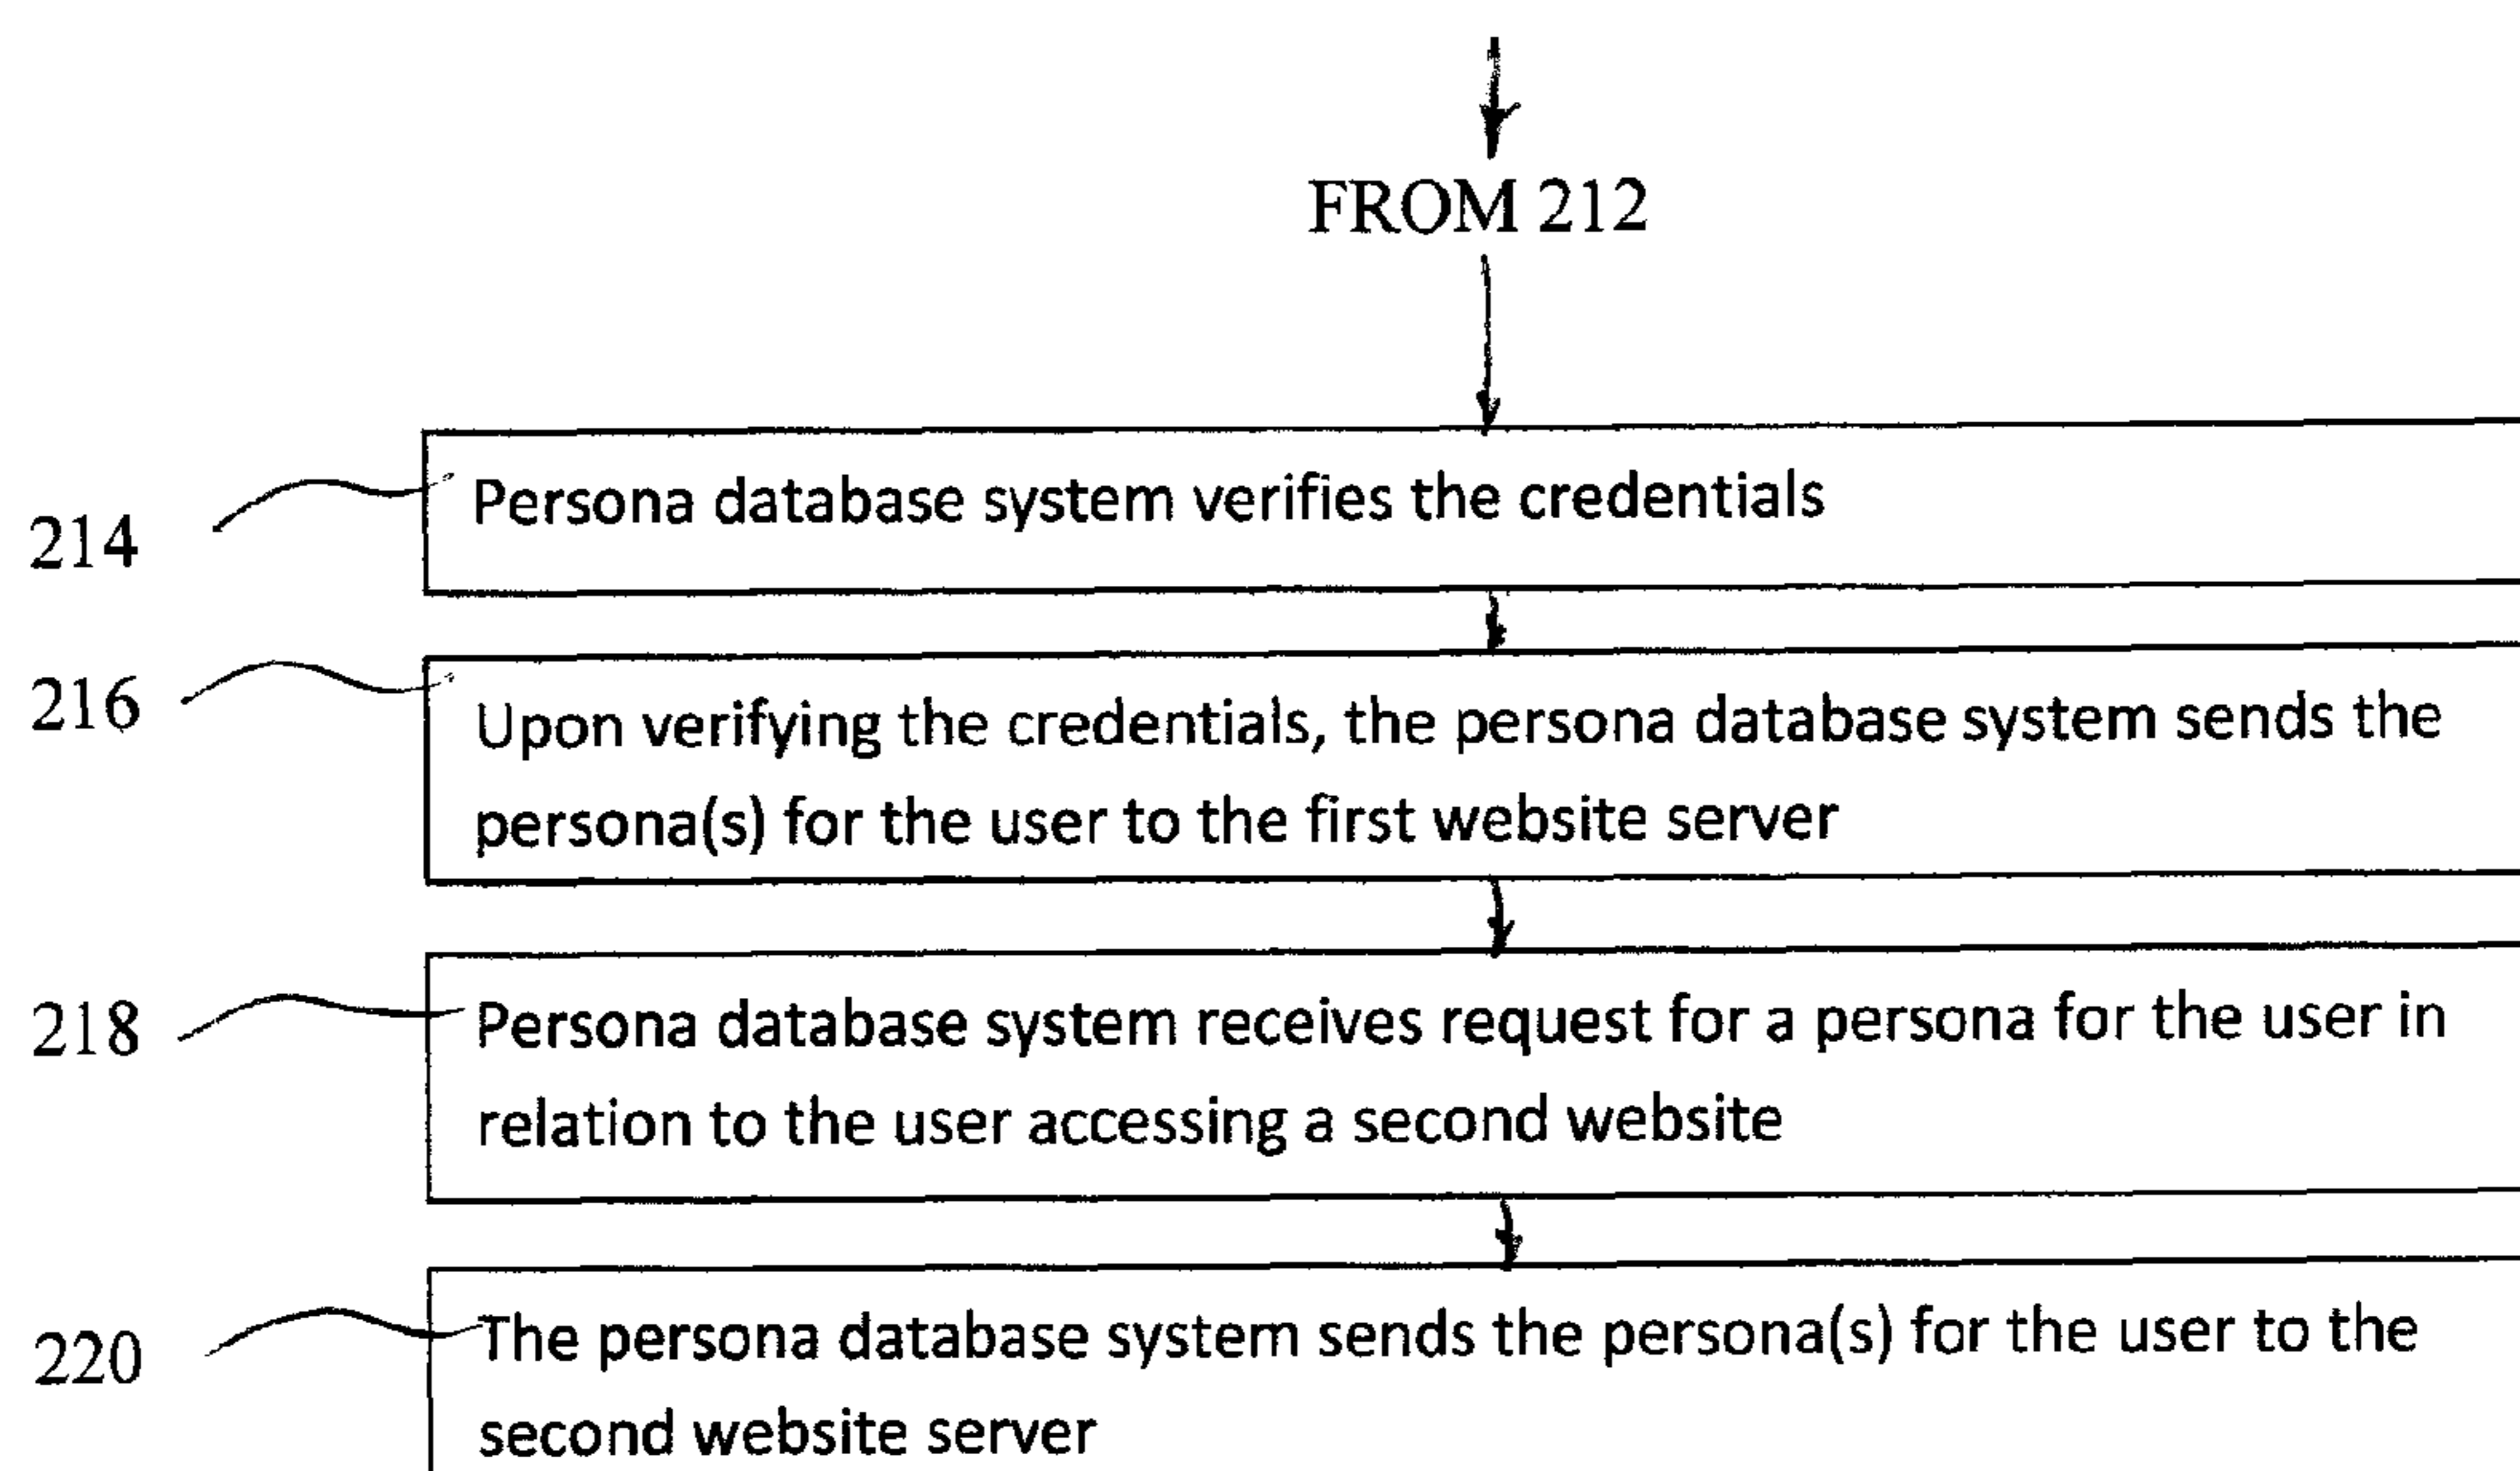 FROM 212
214
Persona database system verifies the credentials
216
Upon verifying the credentials, the persona database system sends the
persona(s) for the user to the first website server
218
Persona database system receives request for a persona for the user in
relation to the user accessing a second website
220
The persona database system sends the persona(s) for the user to the
second website server